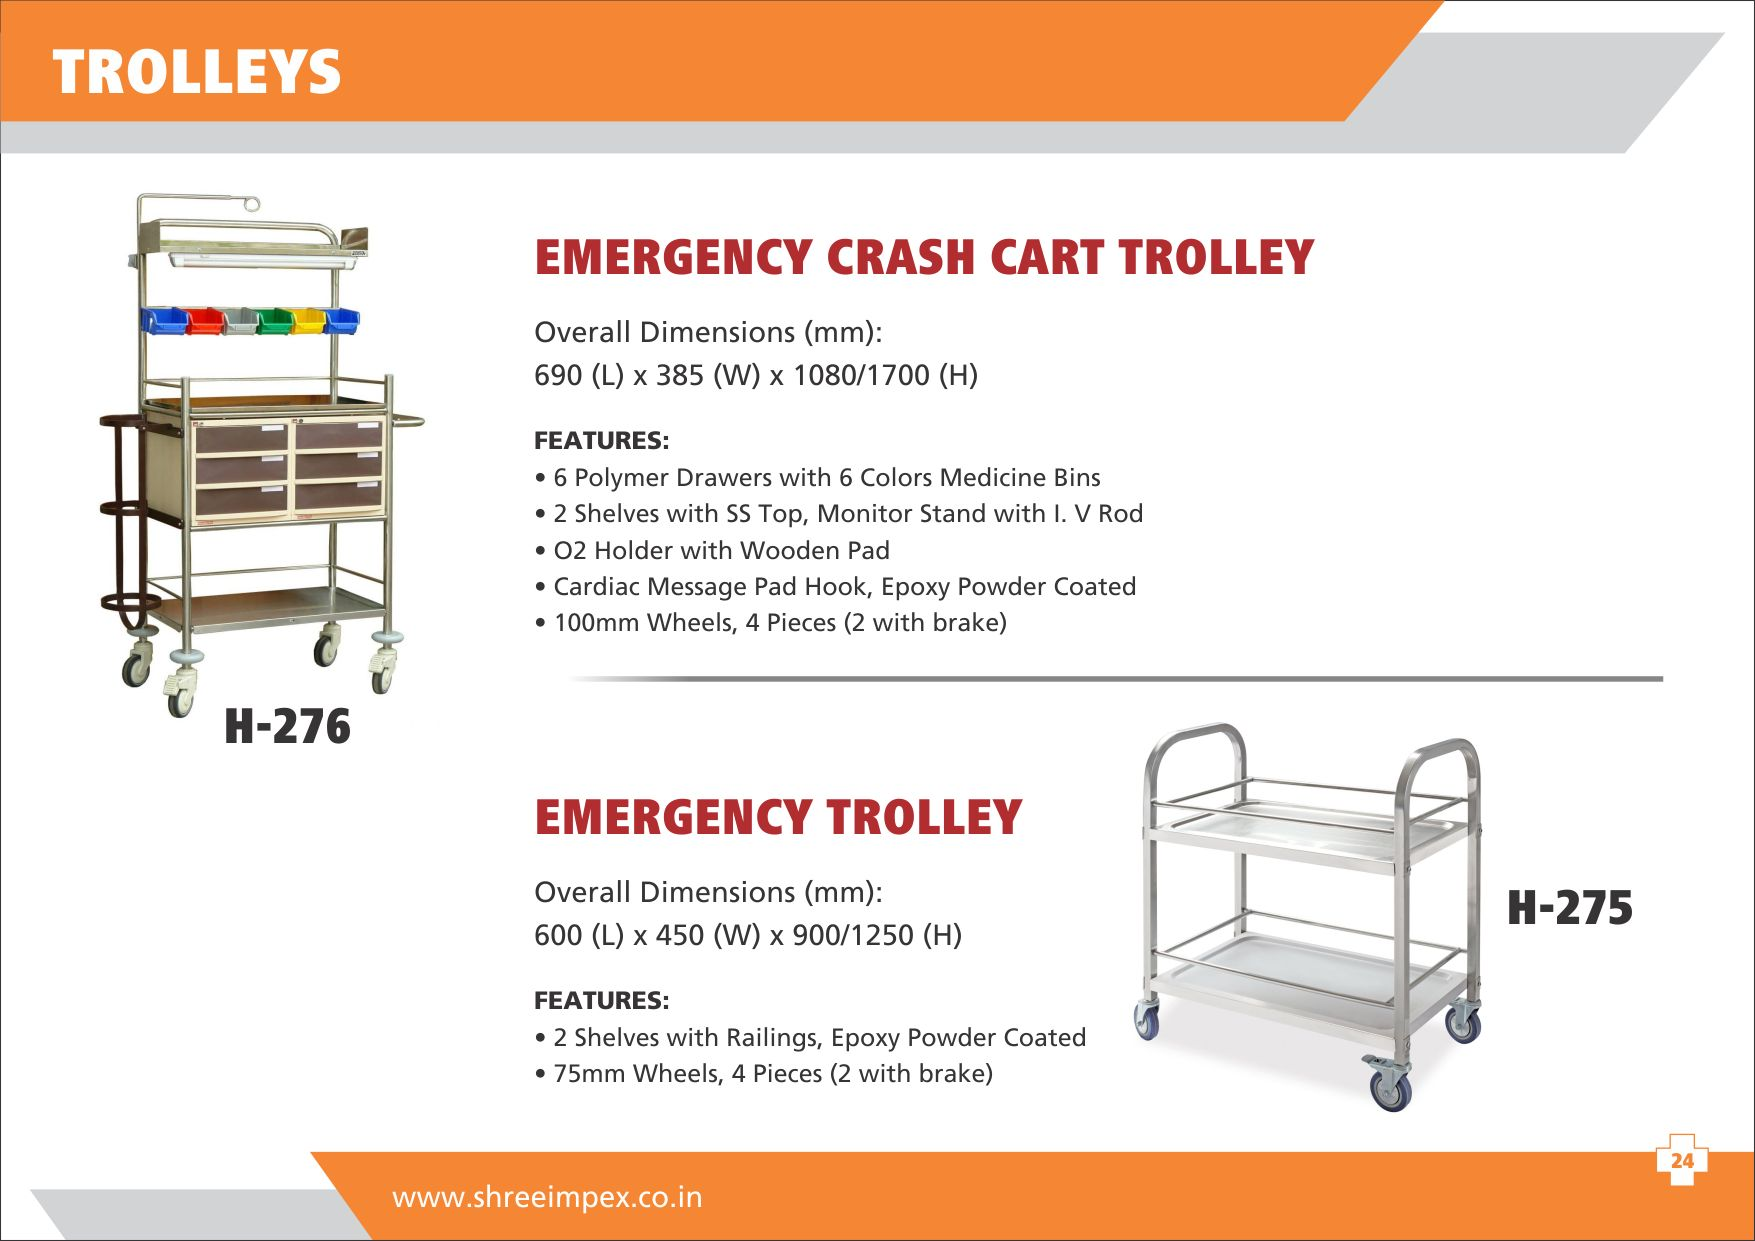 TROLLEYS
EMERGENCY CRASH CART TROLLEY
Overall Dimensions (mm):
690 (L) x 385 (W) x 1080/1700 (H)
FEATURES:
• 6 Polymer Drawers with 6 Colors Medicine Bins
• 2 Shelves with SS Top, Monitor Stand with I. V Rod
• O2 Holder with Wooden Pad
• Cardiac Message Pad Hook, Epoxy Powder Coated
• 100mm Wheels, 4 Pieces (2 with brake)
H-276
EMERGENCY TROLLEY
Overall Dimensions (mm):
600 (L) x 450 (W) x 900/1250 (H)
FEATURES:
• 2 Shelves with Railings, Epoxy Powder Coated
• 75mm Wheels, 4 Pieces (2 with brake)
H-275
24
www.shreeimpex.co.in